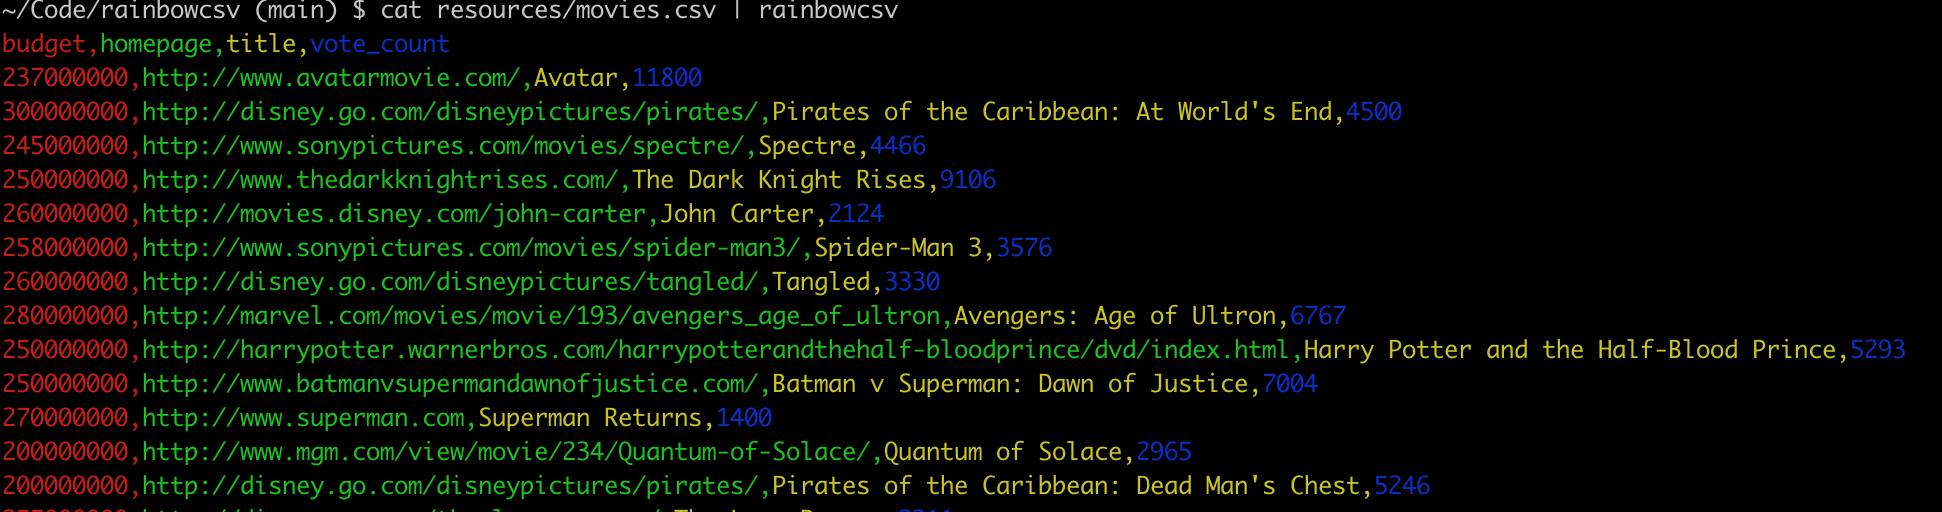 ~/Code/rainbowcsv (main) $ cat resources/movies.csv | rainbowcsv
budget,homepage,title,vote_count
237000000,http://www.avatarmovie.com/,Avatar,11800
300000000,http://disney.go.com/disneypictures/pirates/,Pirates of the Caribbean: At World's End,4500
245000000,http://www.sonypictures.com/movies/spectre/,Spectre,4466
250000000,http://www.thedarkknightrises.com/,The Dark Knight Rises,9106
260000000,http://movies.disney.com/john-carter,John Carter,2124
258000000,http://www.sonypictures.com/movies/spider-man3/,Spider-Man 3,3576
260000000,http://disney.go.com/disneypictures/tangled/,Tangled,3330
280000000,http://marvel.com/movies/movie/193/avengers_age_of_ultron,Avengers: Age of Ultron,6767
250000000,http://harrypotter.warnerbros.com/harrypotterandthehalf-bloodprince/dvd/index.html,Harry Potter and the Half-Blood Prince,5293
250000000,http://www.batmanvsupermandawnofjustice.com/,Batman v Superman: Dawn of Justice,7004
270000000,http://www.superman.com,Superman Returns,1400
200000000,http://www.mgm.com/view/movie/234/Quantum-of-Solace/,Quantum of Solace,2965
200000000,http://disney.go.com/disneypictures/pirates/,Pirates of the Caribbean: Dead Man's Chest,5246